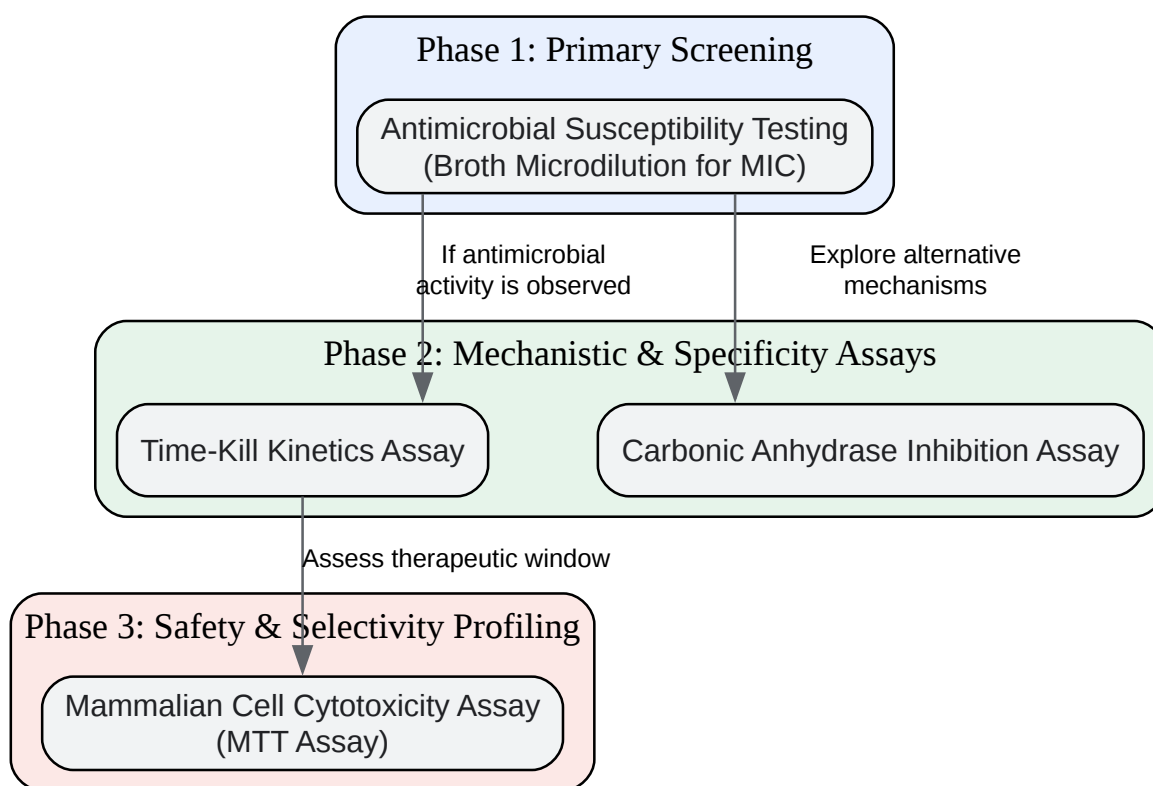 Phase 1: Primary Screening
Antimicrobial Susceptibility Testing
(Broth Microdilution for MIC)
If antimicrobial
activity is observed
Explore alternative
mechanisms
Phase 2: Mechanistic & Specificity Assays
Time-Kill Kinetics Assay
Carbonic Anhydrase Inhibition Assay
Assess therapeutic window
Phase 3: Safety & Selectivity Profiling
Mammalian Cell Cytotoxicity Assay
(MTT Assay)